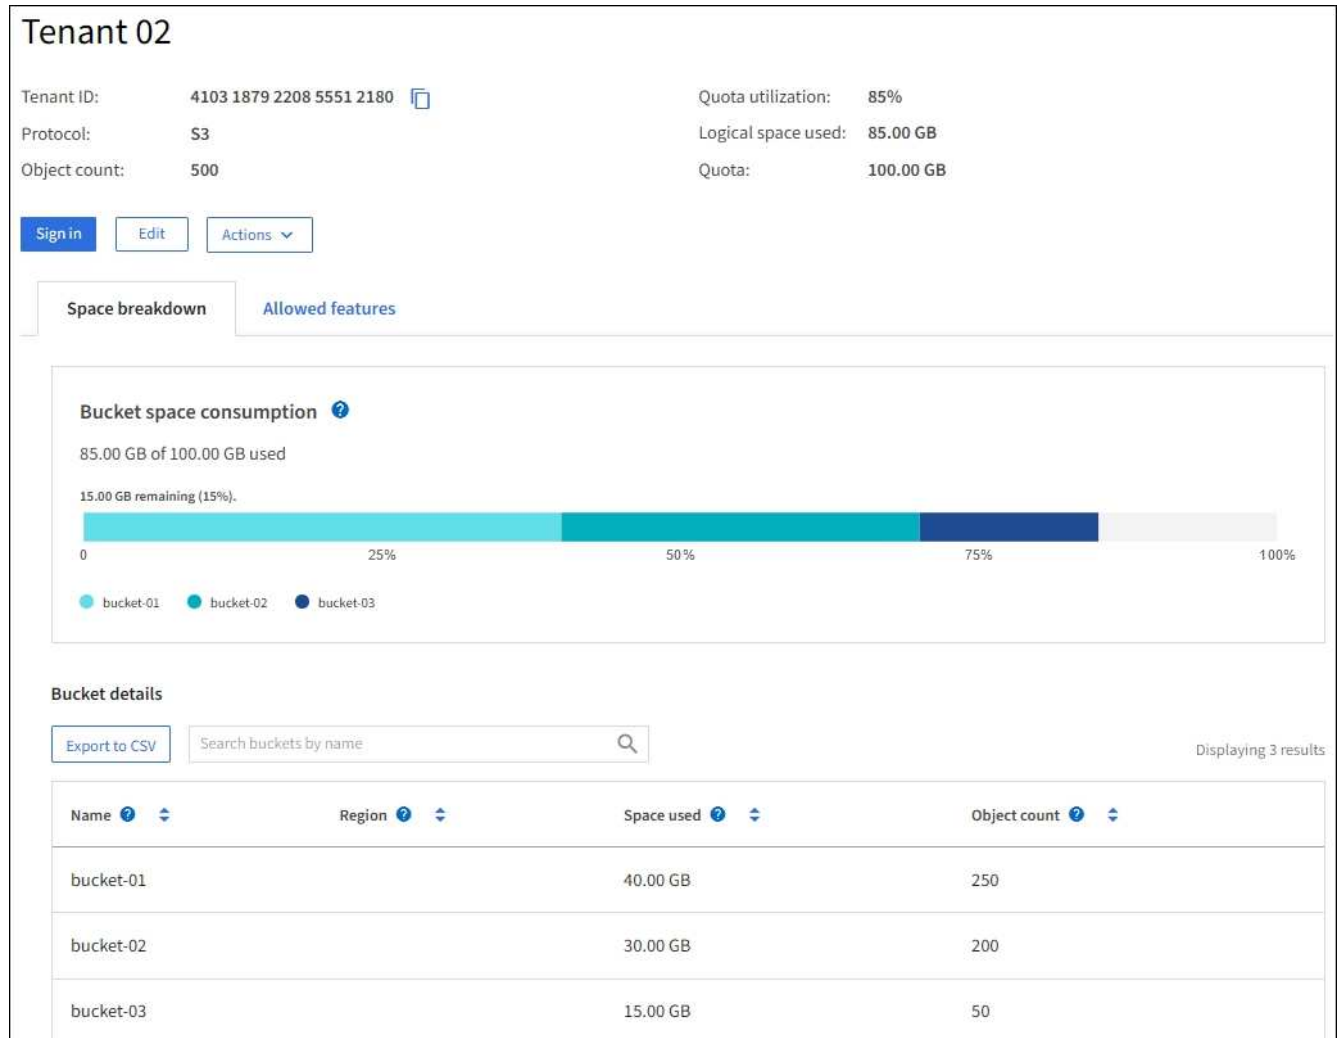 Tenant 02
Tenant ID: 4103 1879 2208 5551 2180
Quota utilization: 85%
Protocol: S3
Logical space used: 85.00 GB
Object count: 500
Quota: 100.00 GB
Sign in Edit Actions
Space breakdown Allowed features
Bucket space consumption ?
85.00 GB of 100.00 GB used
15.00 GB remaining (15%).
0 25% 50% 75% 100%
bucket-01 bucket-02 bucket-03
Bucket details
Export to CSV Search buckets by name Displaying 3 results
Name ? Region ? Space used ? Object count ?
bucket-01 40.00 GB 250
bucket-02 30.00 GB 200
bucket-03 15.00 GB 50